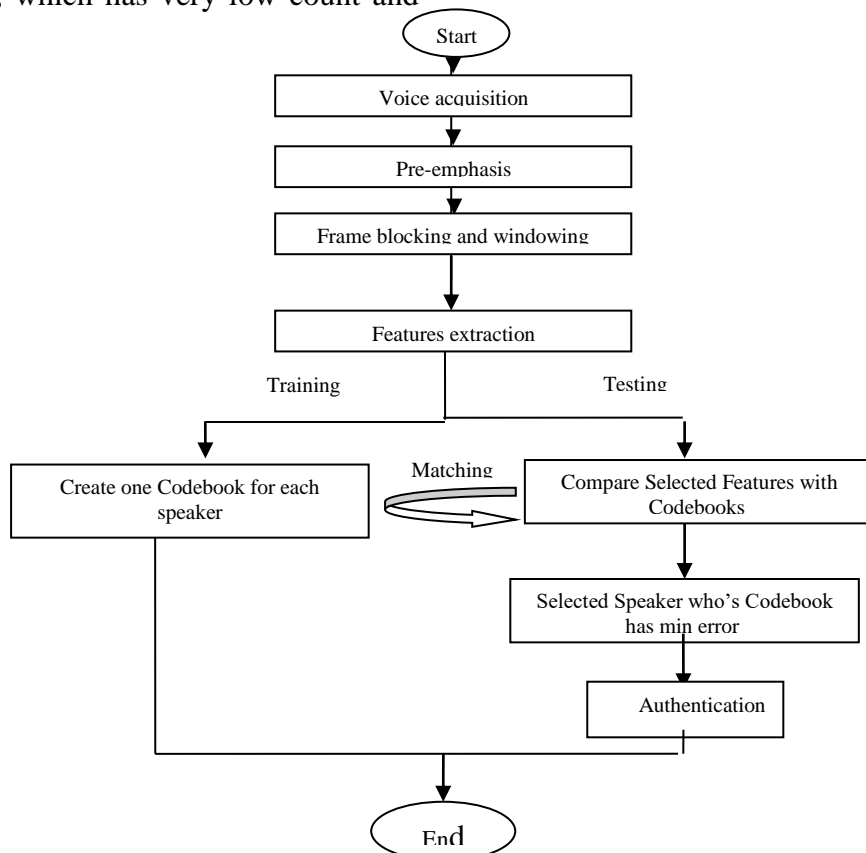 which has very low count and
Start
Voice acquisition
Pre-emphasis
Frame blocking and windowing
Features extraction
Training
Testing
Matching
Create one Codebook for each
speaker
Compare Selected Features with
Codebooks
Selected Speaker who's Codebook
has min error
Authentication
End